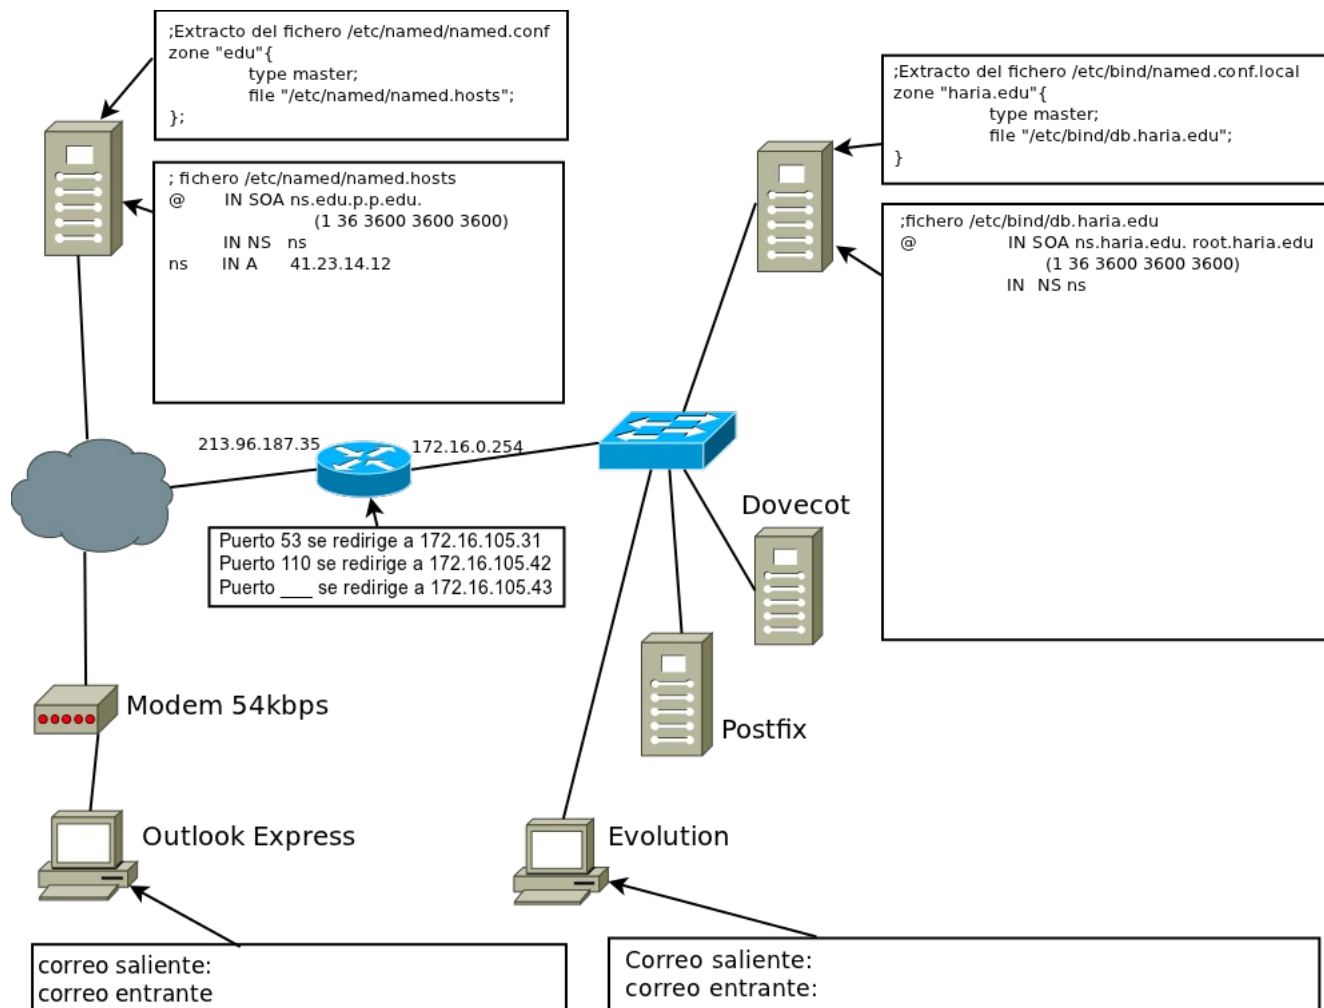 ;Extracto del fichero /etc/named/named.conf
zone "edu"{
type master;
file "/etc/named/named.hosts";
};
; fichero /etc/named/named.hosts
@ IN SOA ns.edu.p.p.edu.
(1 36 3600 3600 3600)
IN NS ns
ns IN A 41.23.14.12
;Extracto del fichero /etc/bind/named.conf.local
zone "haria.edu"{
type master;
file "/etc/bind/db.haria.edu";
}
;fichero /etc/bind/db.haria.edu
@ IN SOA ns.haria.edu. root.haria.edu
(1 36 3600 3600 3600)
IN NS ns
213.96.187.35
172.16.0.254
Puerto 53 se redirige a 172.16.105.31
Puerto 110 se redirige a 172.16.105.42
Puerto ___ se redirige a 172.16.105.43
Dovecot
Postfix
Modem 54kbps
Outlook Express
Evolution
correo saliente:
correo entrante
Correo saliente:
correo entrante: